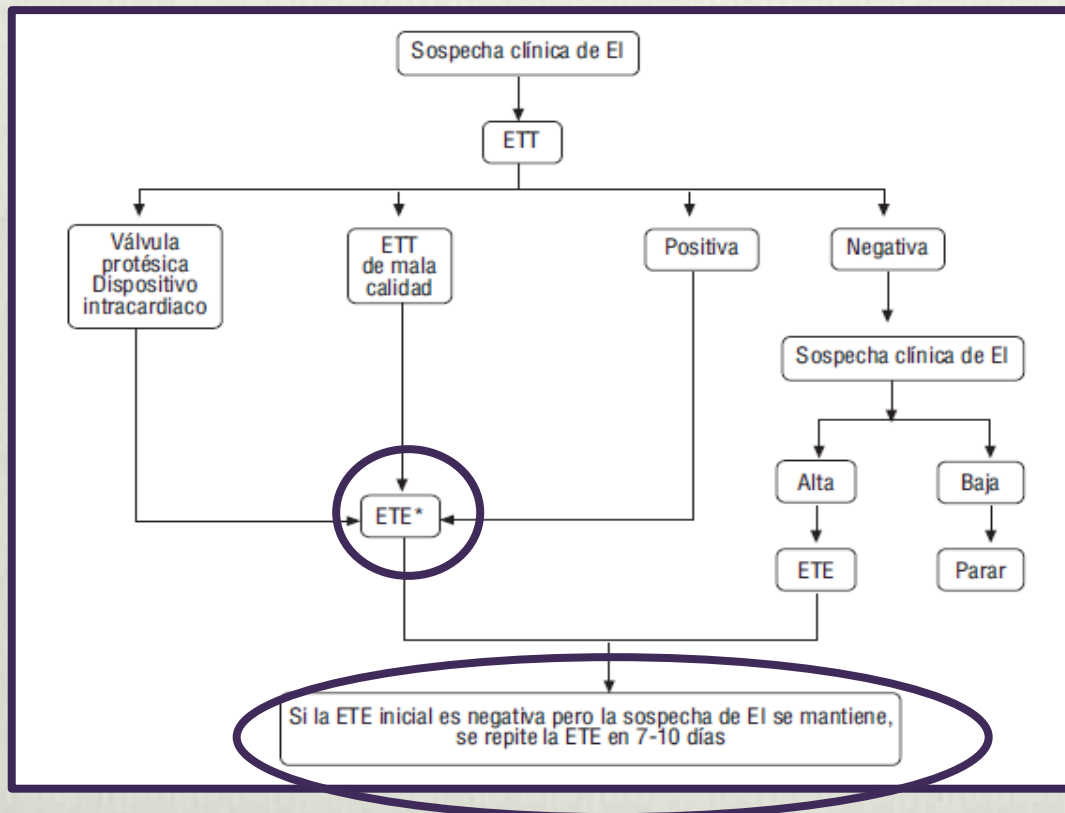 Sospecha clínica de EI
ETT
Válvula
protésica
Dispositivo
intracardiaco
ETT
de mala
calidad
Positiva
Negativa
Sospecha clínica de EI
Alta
Baja
ETE*
ETE
Parar
Si la ETE inicial es negativa pero la sospecha de EI se mantiene,
se repite la ETE en 7-10 días